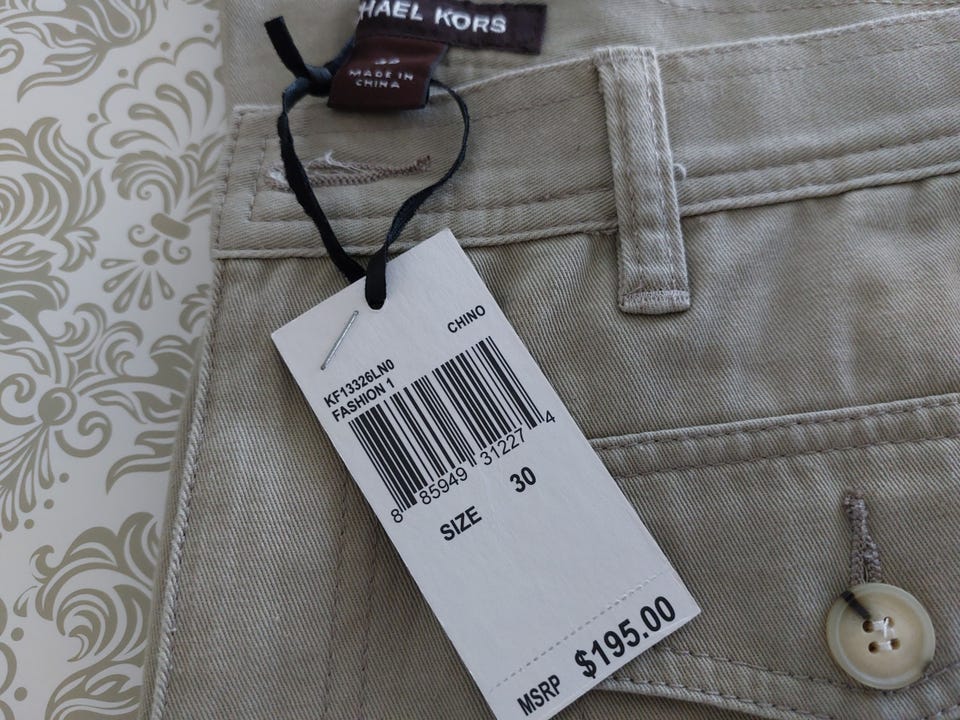 HAEL KORS
MADE IN
CHINA
CHINO
KF13326LN0
FASHION 1
8 85949 31227 4
SIZE 30
MSRP $195.00